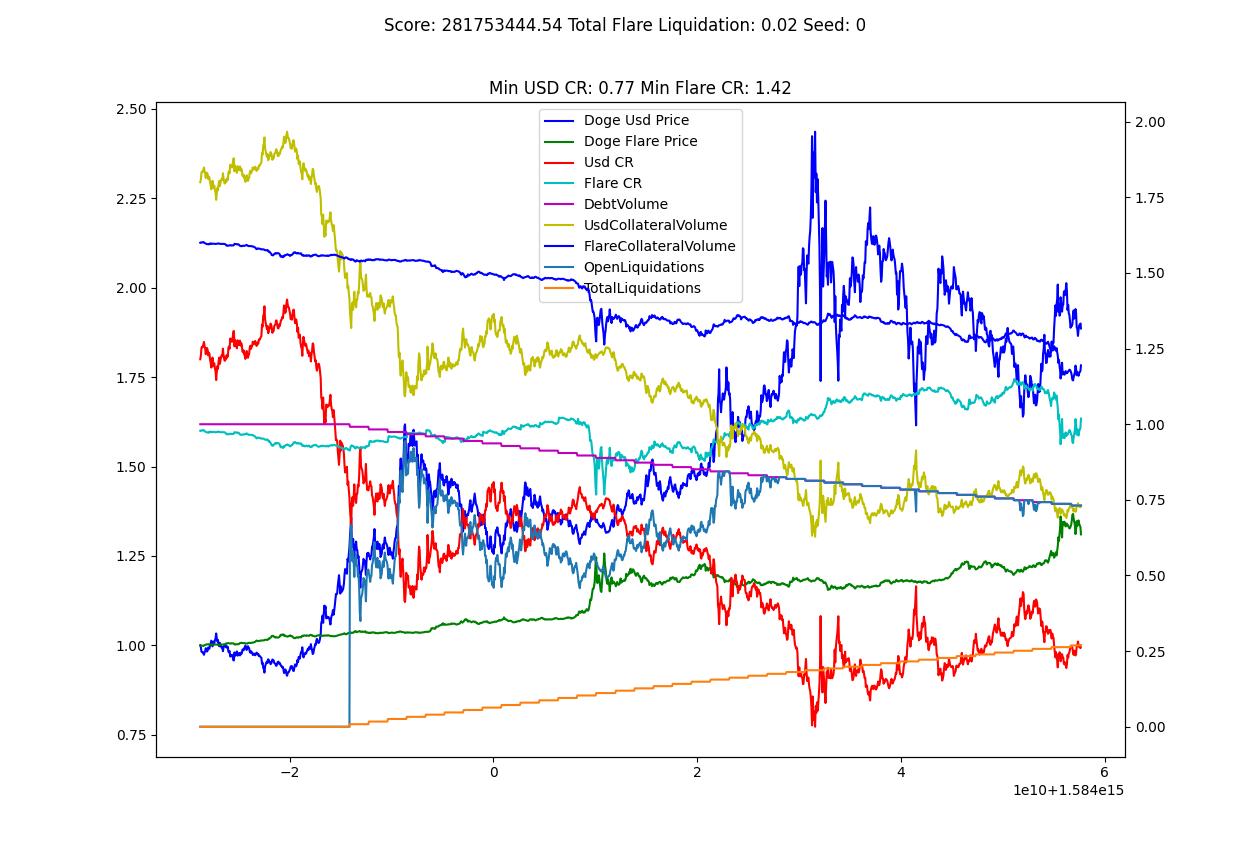 Score: 281753444.54 Total Flare Liquidation: 0.02 Seed: 0
Min USD CR: 0.77 Min Flare CR: 1.42
2.50
2.25
2.00
1.75
1.50
1.25
1.00
0.75
Doge Usd Price
Doge Flare Price
Usd CR
Flare CR
DebtVolume
UsdCollateralVolume
FlareCollateralVolume
OpenLiquidations
TotalLiquidations
2.00
1.75
1.50
1.25
1.00
0.75
0.50
0.25
0.00
−2 0 2 4 6
1e10+1.584e15